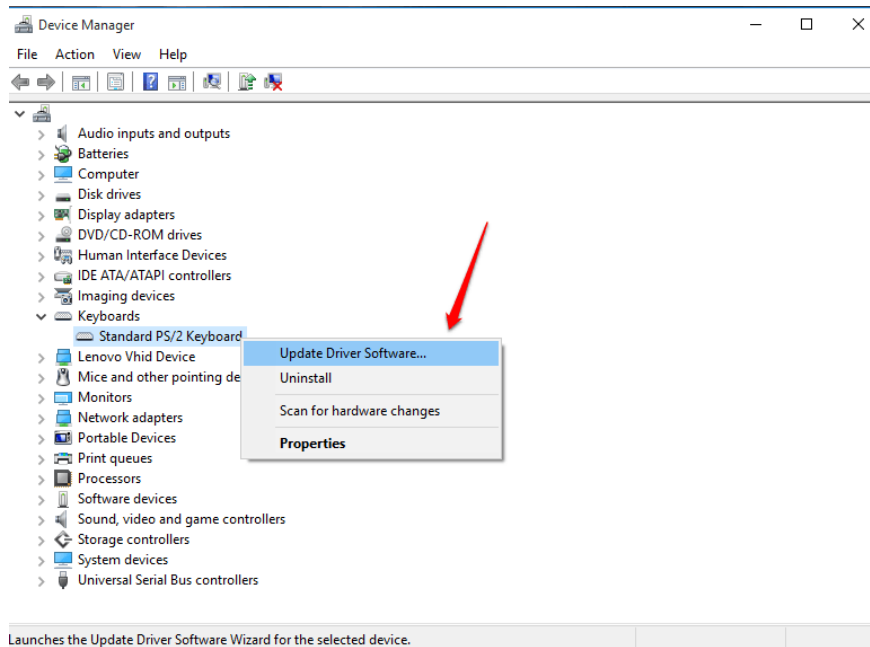 Device Manager
File Action View Help
Audio inputs and outputs
Batteries
Computer
Disk drives
Display adapters
DVD/CD-ROM drives
Human Interface Devices
IDE ATA/ATAPI controllers
Imaging devices
Keyboards
Standard PS/2 Keyboard
Lenovo Vhid Device
Mice and other pointing de
Monitors
Network adapters
Portable Devices
Print queues
Processors
Software devices
Sound, video and game controllers
Storage controllers
System devices
Universal Serial Bus controllers
Update Driver Software...
Uninstall
Scan for hardware changes
Properties
Launches the Update Driver Software Wizard for the selected device.